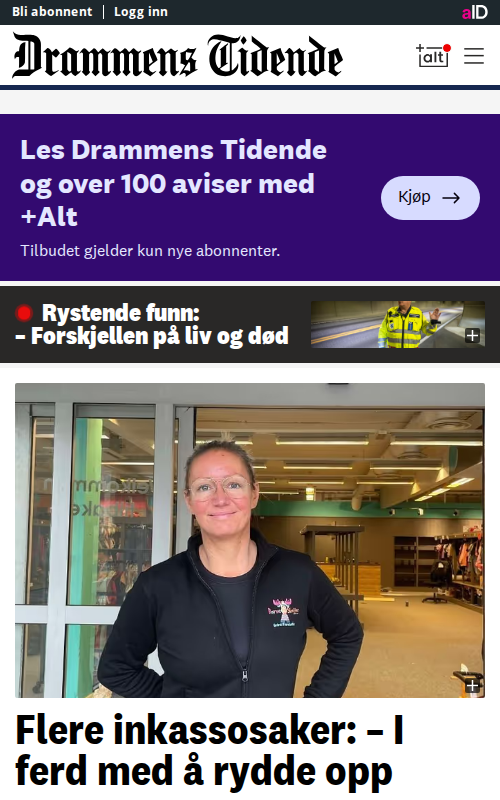 Bli abonnent | Logg inn
aID
Drammens Tidende
+alt
Les Drammens Tidende
og over 100 aviser med
+Alt
Kjøp →
Tilbudet gjelder kun nye abonnenter.
Rystende funn:
– Forskjellen på liv og død
Flere inkassosaker: – I
ferd med å rydde opp